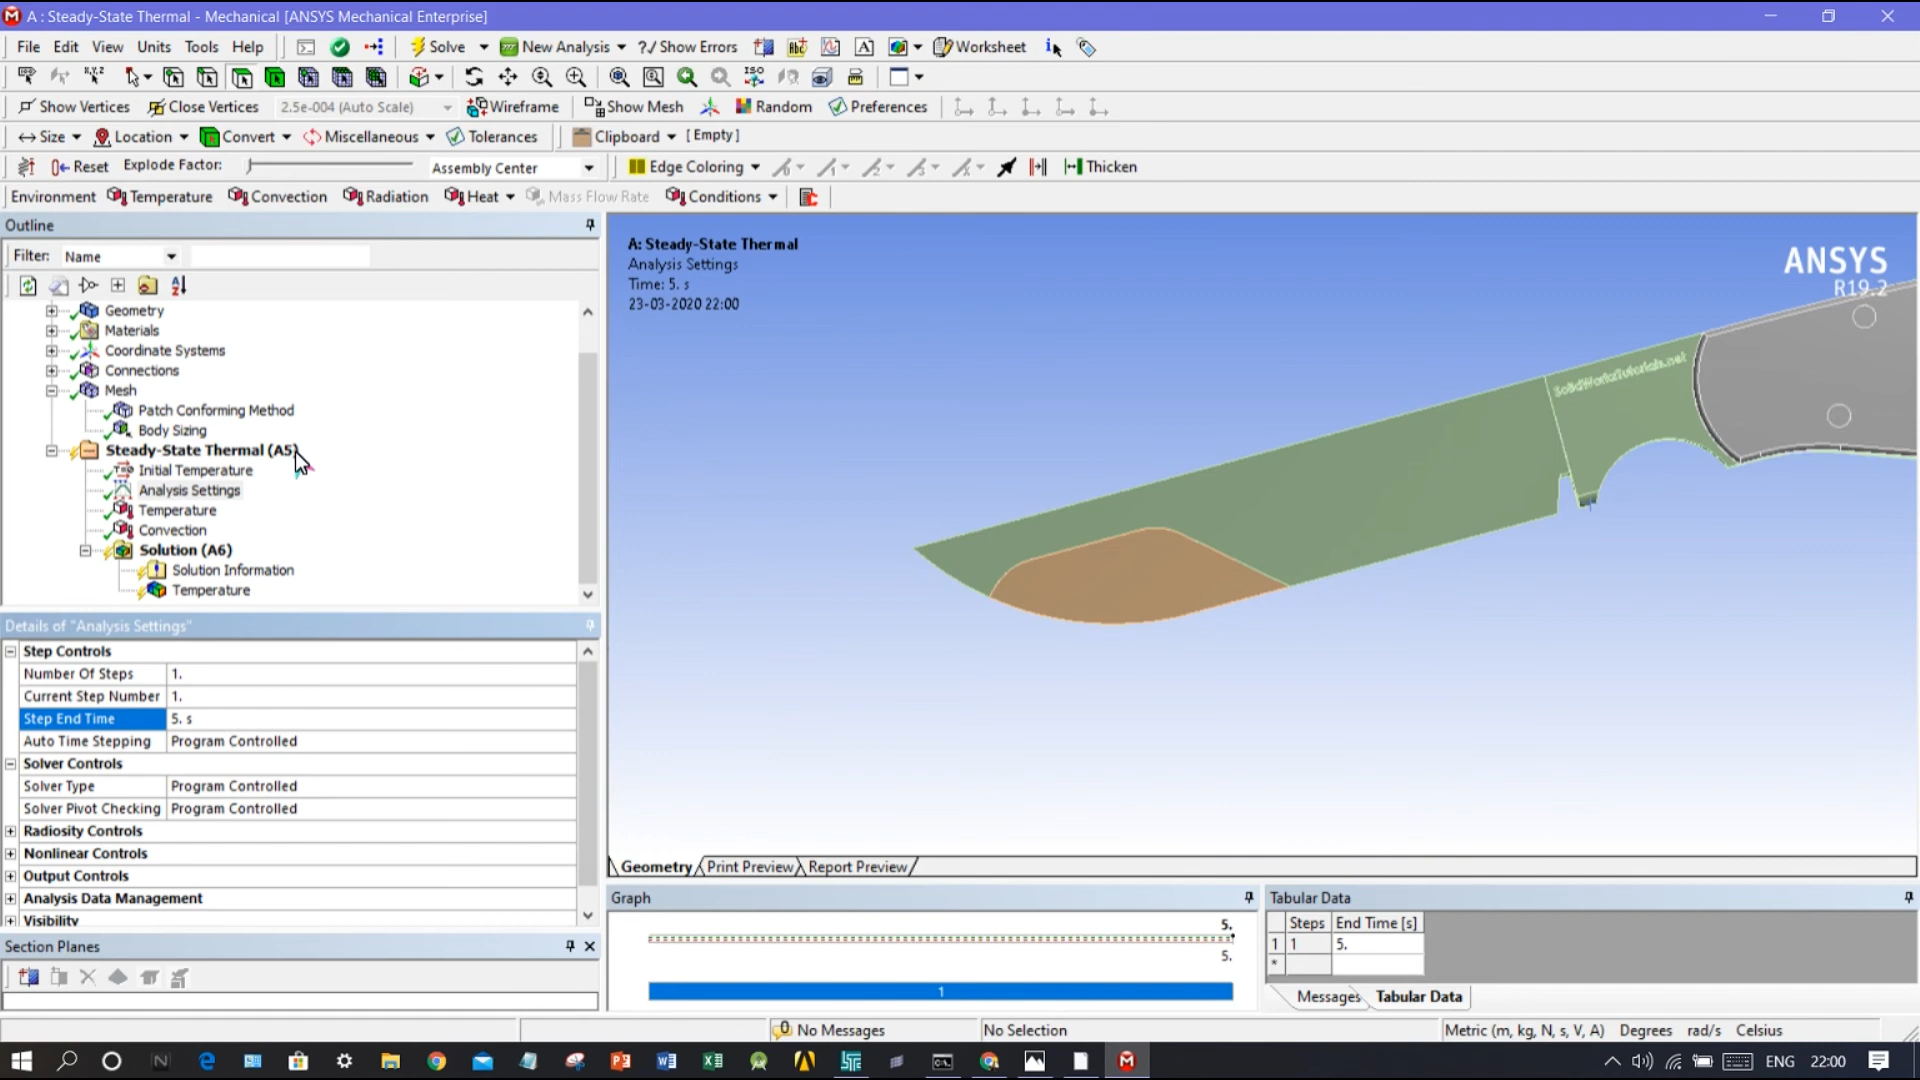 A : Steady-State Thermal - Mechanical [ANSYS Mechanical Enterprise]
File Edit View Units Tools Help Solve New Analysis ?/ Show Errors Worksheet
Show Vertices Close Vertices 2.5e-004 (Auto Scale) Wireframe Show Mesh Random Preferences
Size Location Convert Miscellaneous Tolerances Clipboard [ Empty ]
Reset Explode Factor: Assembly Center Edge Coloring Thicken
Environment Temperature Convection Radiation Heat Mass Flow Rate Conditions
Outline
Filter: Name
Geometry
Materials
Coordinate Systems
Connections
Mesh
Patch Conforming Method
Body Sizing
Steady-State Thermal (A5)
Initial Temperature
Analysis Settings
Temperature
Convection
Solution (A6)
Solution Information
Temperature
Details of "Analysis Settings"
Step Controls
Number Of Steps 1.
Current Step Number 1.
Step End Time 5. s
Auto Time Stepping Program Controlled
Solver Controls
Solver Type Program Controlled
Solver Pivot Checking Program Controlled
Radiosity Controls
Nonlinear Controls
Output Controls
Analysis Data Management
Visibility
Section Planes
A: Steady-State Thermal
Analysis Settings
Time: 5. s
23-03-2020 22:00
ANSYS
R19.2
SolidWorksTutorials.net
Geometry Print Preview Report Preview
Graph
5.
5.
1
Tabular Data
Steps End Time [s]
1 1 5.
*
Messages Tabular Data
No Messages No Selection Metric (m, kg, N, s, V, A) Degrees rad/s Celsius
ENG 22:00